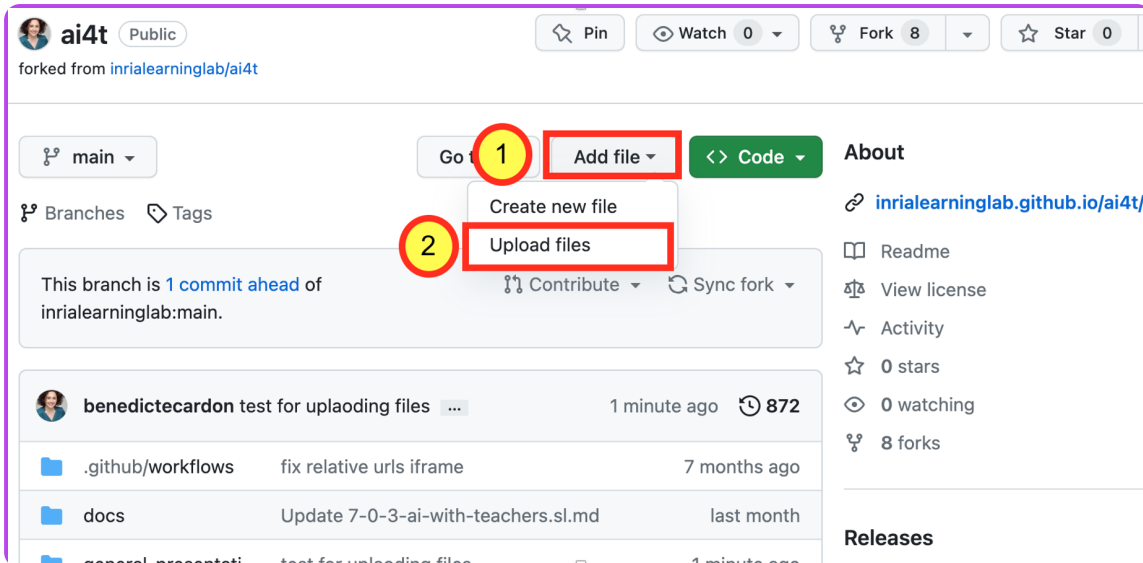 ai4t Public Pin Watch 0 Fork 8 Star 0
forked from inrialearninglab/ai4t
main Go 1 Add file <> Code About
Create new file
inrialearninglab.github.io/ai4t/
Branches Tags
2 Upload files
Readme
This branch is 1 commit ahead of Contribute Sync fork
inrialearninglab:main.
View license
Activity
0 stars
benedictecardon test for uplaoding files ... 1 minute ago 872
0 watching
8 forks
.github/workflows fix relative urls iframe 7 months ago
docs Update 7-0-3-ai-with-teachers.sl.md last month
Releases